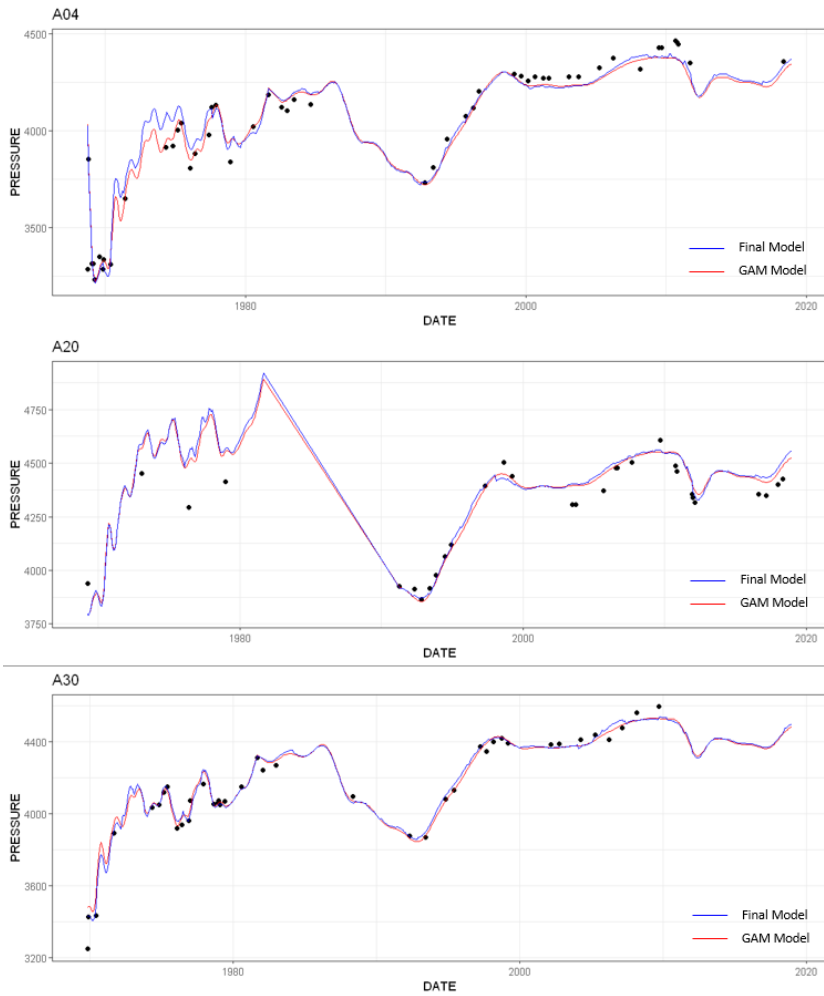 A04
4500
4000
3500
PRESSURE
Final Model
GAM Model
1980
2000
2020
DATE
A20
4750
4500
4250
4000
3750
PRESSURE
Final Model
GAM Model
1980
2000
2020
DATE
A30
4400
4000
3600
3200
PRESSURE
Final Model
GAM Model
1980
2000
2020
DATE